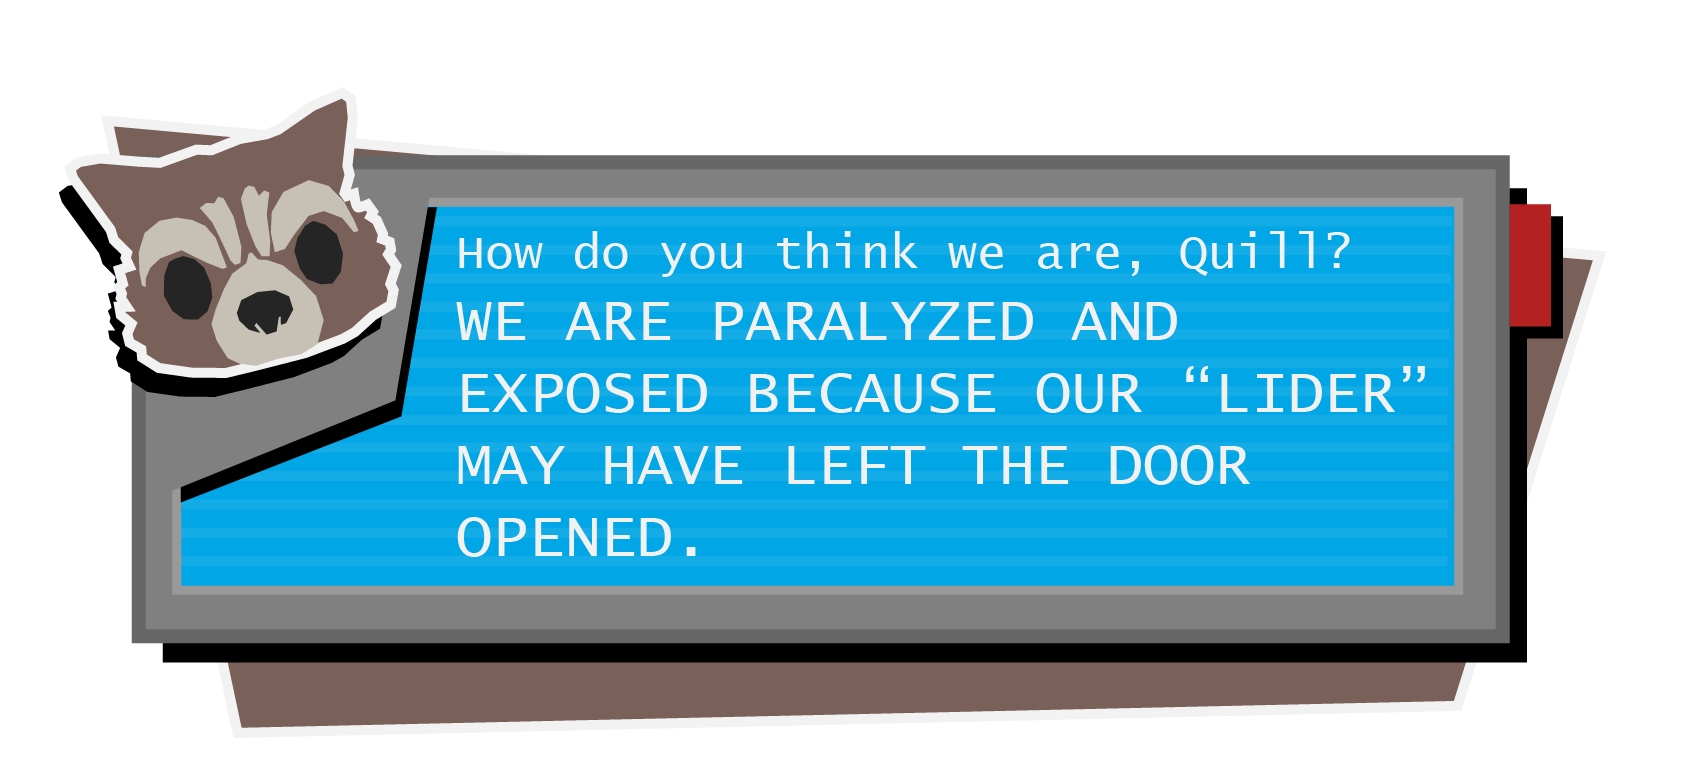 How do you think we are, Quill?
WE ARE PARALYZED AND
EXPOSED BECAUSE OUR “LIDER”
MAY HAVE LEFT THE DOOR
OPENED.